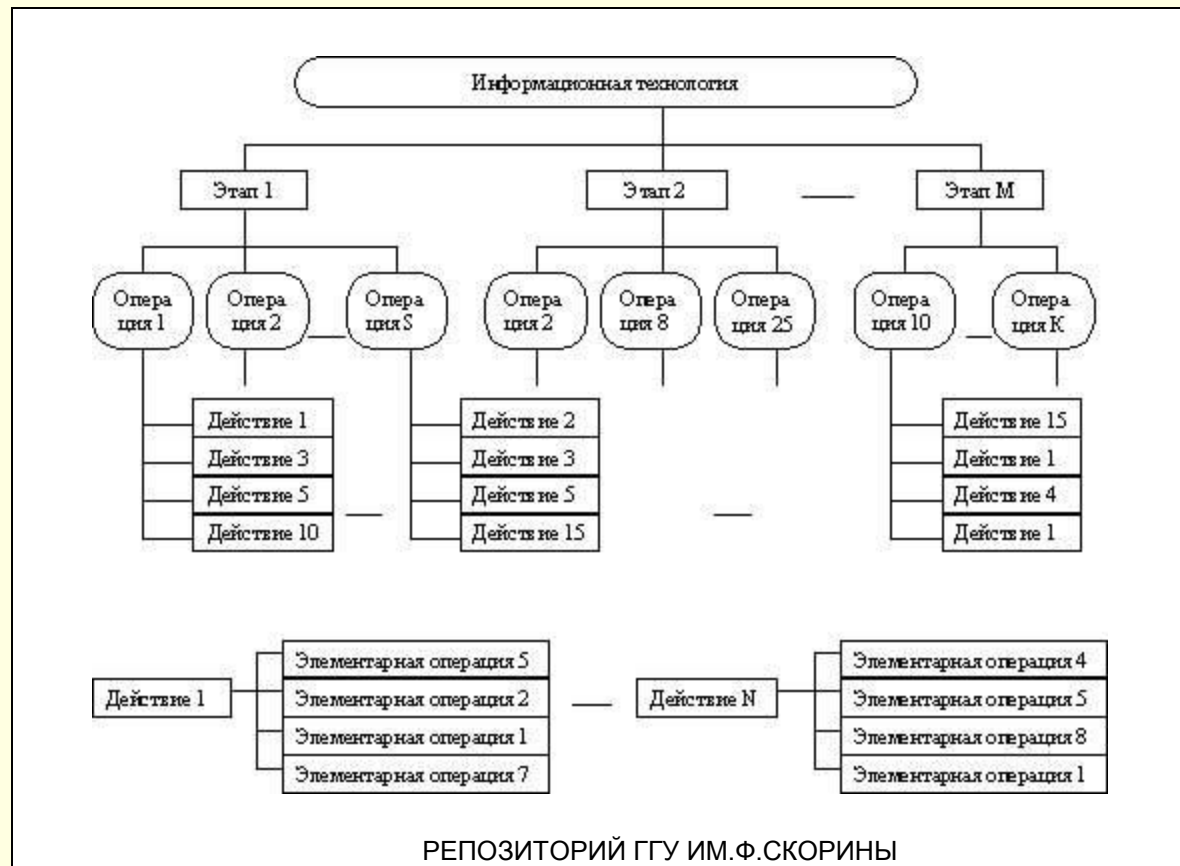 Информационная технология
Этап 1
Этап 2
Этап М
Опера
ция 1
Опера
ция 2
Опера
ция S
Опера
ция 2
Опера
ция 8
Опера
ция 25
Опера
ция 10
Опера
ция К
Действие 1
Действие 3
Действие 5
Действие 10
Действие 2
Действие 3
Действие 5
Действие 15
Действие 15
Действие 1
Действие 4
Действие 1
Действие 1
Элементарная операция 5
Элементарная операция 2
Элементарная операция 1
Элементарная операция 7
Действие N
Элементарная операция 4
Элементарная операция 5
Элементарная операция 8
Элементарная операция 1
РЕПОЗИТОРИЙ ГГУ ИМ.Ф.СКОРИНЫ